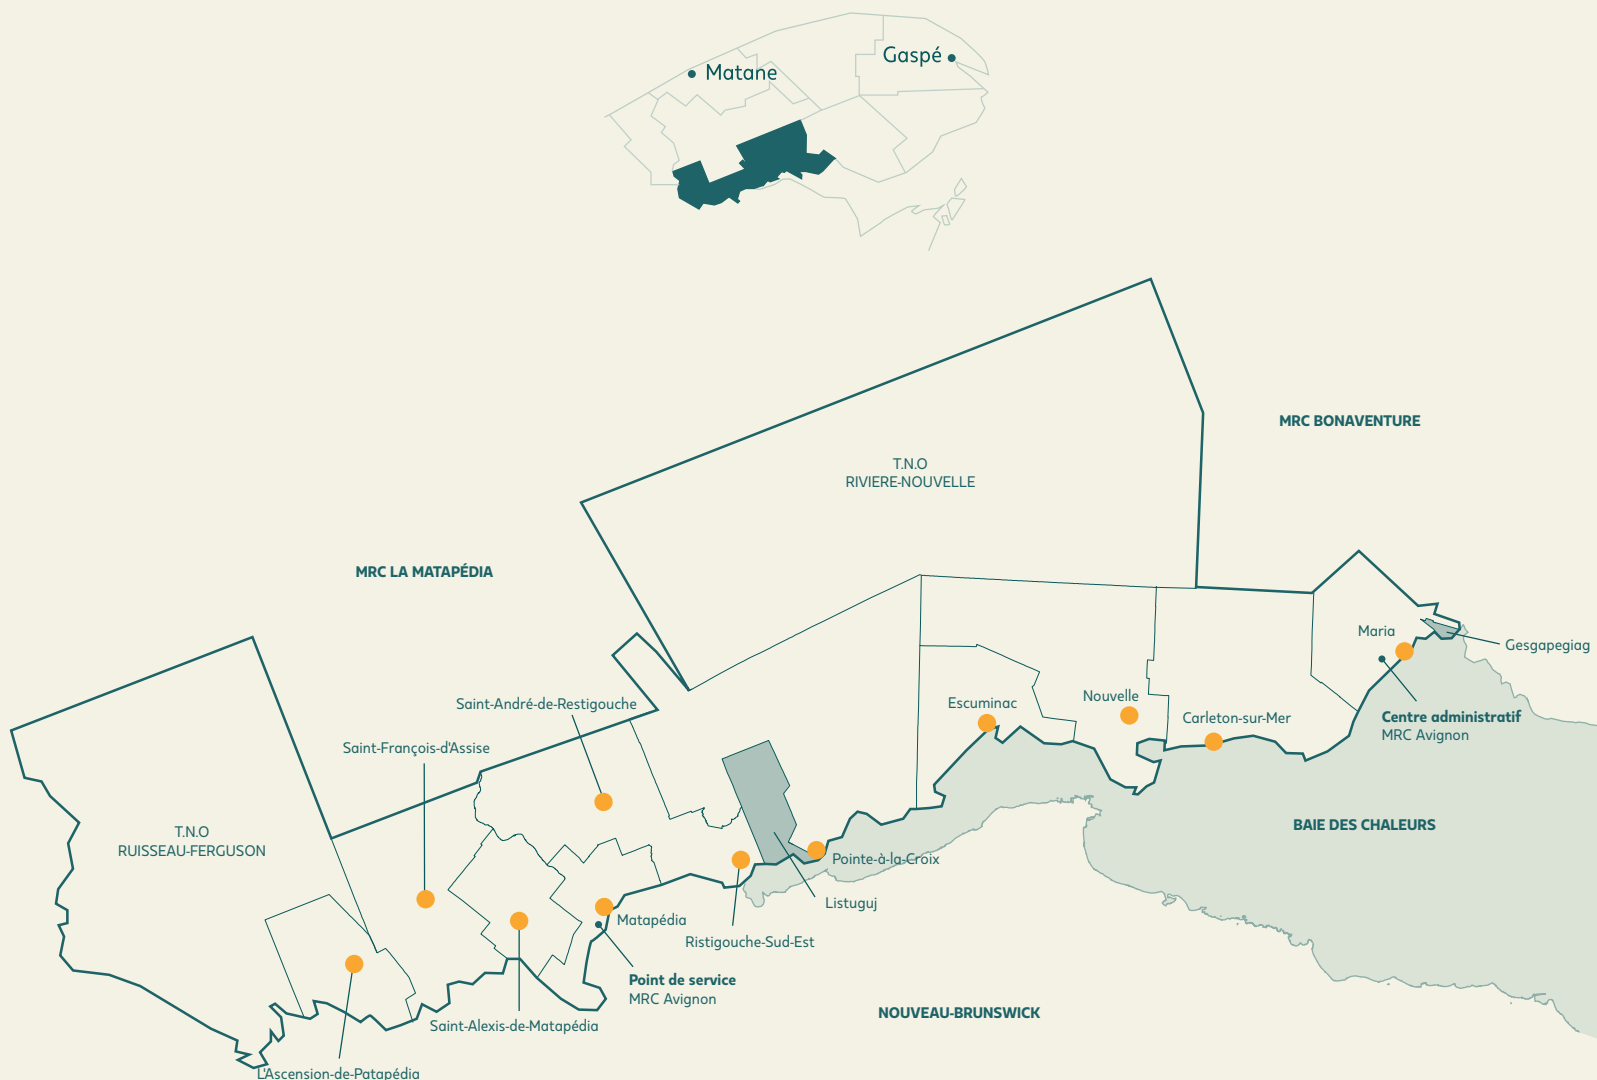 Gaspé
Matane
MRC BONAVENTURE
T.N.O
RIVIERE-NOUVELLE
MRC LA MATAPÉDIA
Maria
Gesgapegiag
Saint-André-de-Restigouche
Escuminac
Nouvelle
Carleton-sur-Mer
Centre administratif
MRC Avignon
Saint-François-d'Assise
T.N.O
RUISSEAU-FERGUSON
BAIE DES CHALEURS
Pointe-à-la-Croix
Listuguj
Matapédia
Ristigouche-Sud-Est
Point de service
MRC Avignon
NOUVEAU-BRUNSWICK
Saint-Alexis-de-Matapédia
L'Ascension-de-Patapédia